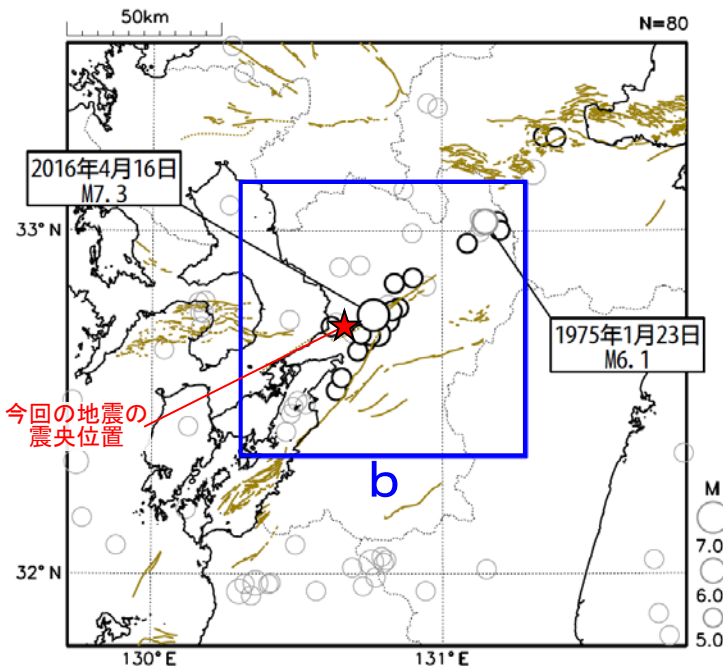 50km
N=80
2016年4月16日
M7.3
33°N
1975年1月23日
M6.1
今回の地震の
震央位置
b
M
7.0
32°N
6.0
5.0
130°E
131°E